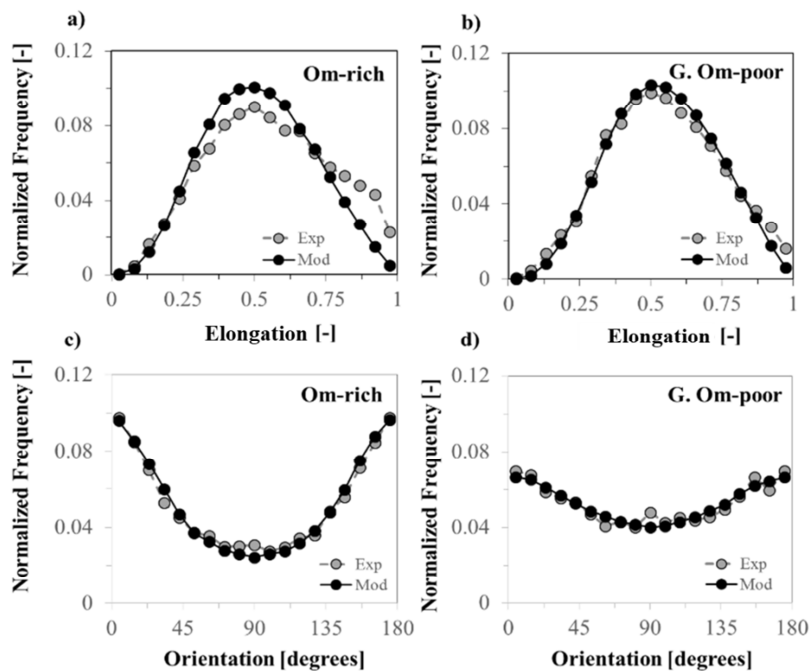 a)
Normalized Frequency [-]
0.12
0.08
0.04
0
Om-rich
Exp
Mod
0 0.25 0.5 0.75 1
Elongation [-]
b)
Normalized Frequency [-]
0.12
0.08
0.04
0
G. Om-poor
Exp
Mod
0 0.25 0.5 0.75 1
Elongation [-]
c)
Normalized Frequency [-]
0.12
0.08
0.04
0
Om-rich
Exp
Mod
0 45 90 135 180
Orientation [degrees]
d)
Normalized Frequency [-]
0.12
0.08
0.04
0
G. Om-poor
Exp
Mod
0 45 90 135 180
Orientation [degrees]